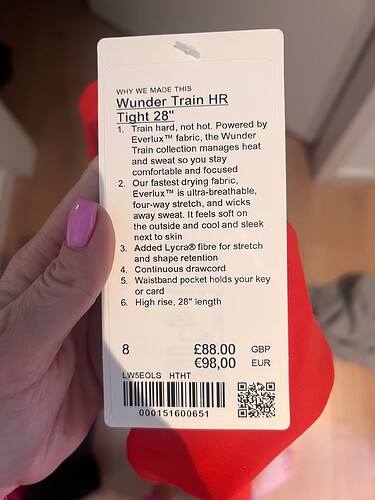 WHY WE MADE THIS
Wunder Train HR
Tight 28"
1. Train hard, not hot. Powered by
Everlux™ fabric, the Wunder
Train collection manages heat
and sweat so you stay
comfortable and focused
2. Our fastest drying fabric,
Everlux™ is ultra-breathable,
four-way stretch, and wicks
away sweat. It feels soft on
the outside and cool and sleek
next to skin
3. Added Lycra® fibre for stretch
and shape retention
4. Continuous drawcord
5. Waistband pocket holds your key
or card
6. High rise, 28" length
8 £88.00 GBP
€98,00 EUR
LW5EOLS HTHT
000151600651